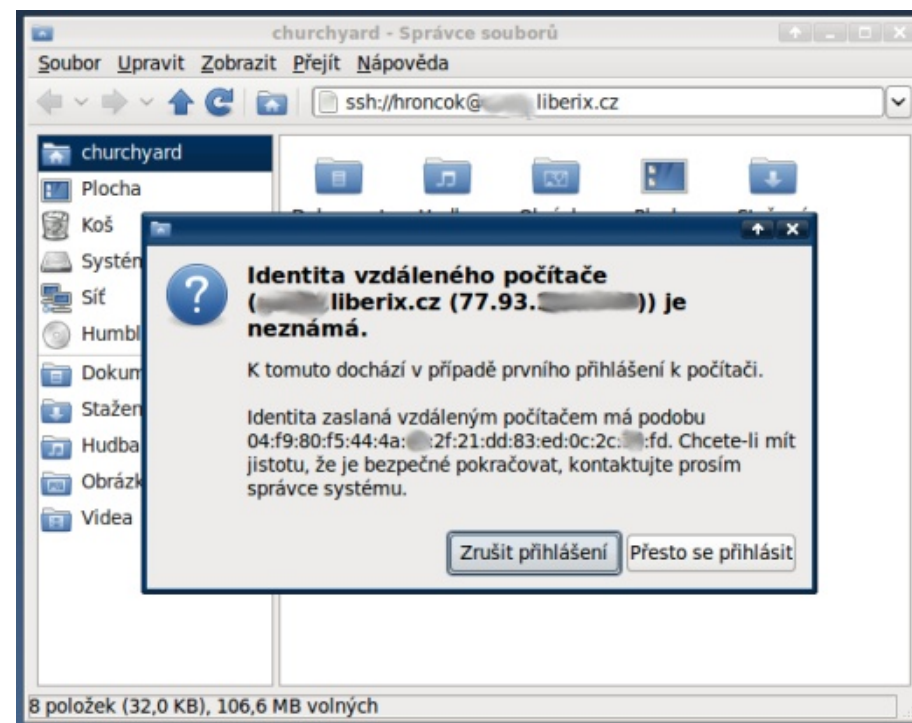 churchyard - Správce souborů
Soubor Upravit Zobrazit Přejít Nápověda
ssh://hroncok@ liberix.cz
churchyard
Plocha
Koš
Systém
Síť
Humbl
Dokum
Stažen
Hudba
Obrázk
Videa
Identita vzdáleného počítače
( liberix.cz (77.93. )) je
neznámá.
K tomuto dochází v případě prvního přihlášení k počítači.
Identita zaslaná vzdáleným počítačem má podobu
04:f9:80:f5:44:4a: :2f:21:dd:83:ed:0c:2c: :fd. Chcete-li mít
jistotu, že je bezpečné pokračovat, kontaktujte prosím
správce systému.
Zrušit přihlášení Přesto se přihlásit
8 položek (32,0 KB), 106,6 MB volných